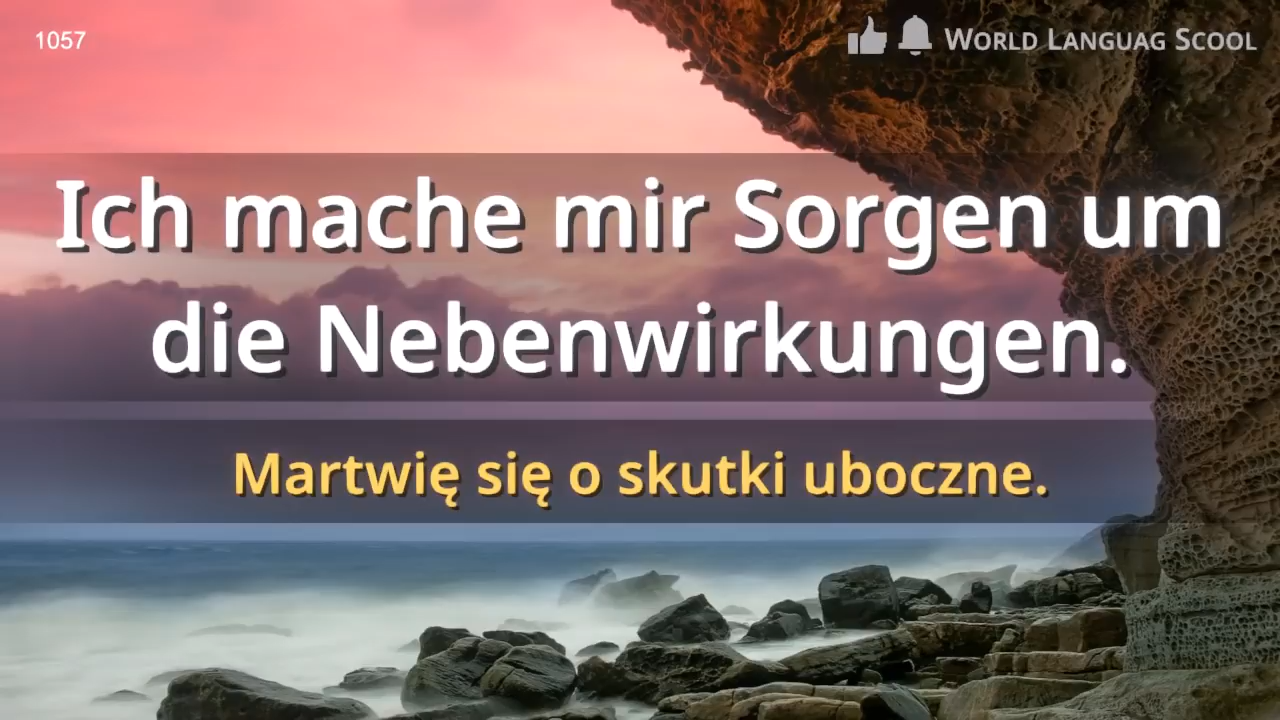 1057
World Languag Scool
Ich mache mir Sorgen um
die Nebenwirkungen.
Martwię się o skutki uboczne.